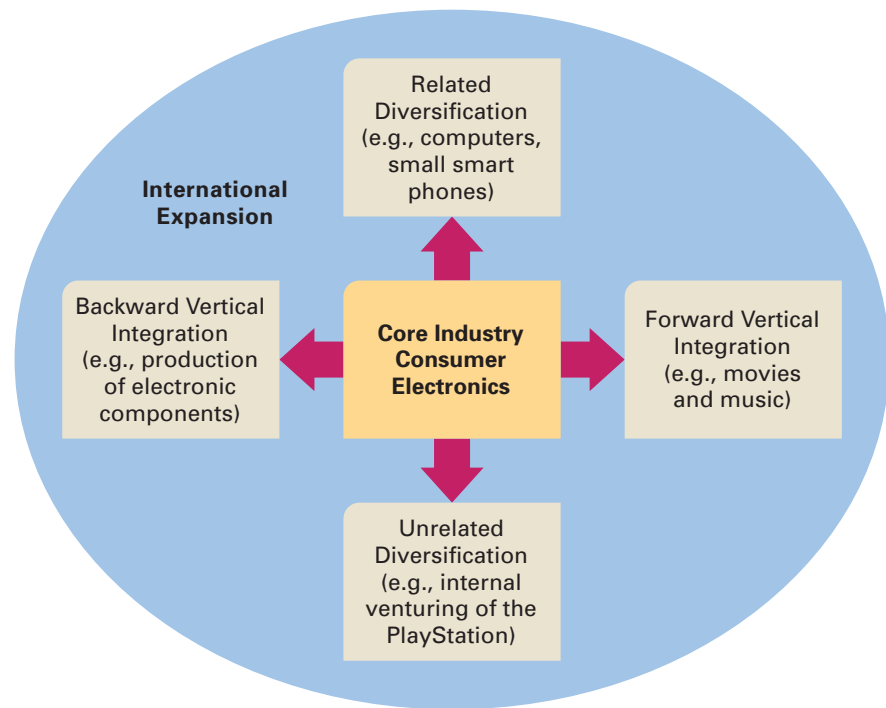 Related
Diversification
(e.g., computers,
small smart
phones)
International
Expansion
Backward Vertical
Integration
(e.g., production
of electronic
components)
Core Industry
Consumer
Electronics
Forward Vertical
Integration
(e.g., movies
and music)
Unrelated
Diversification
(e.g., internal
venturing of the
PlayStation)